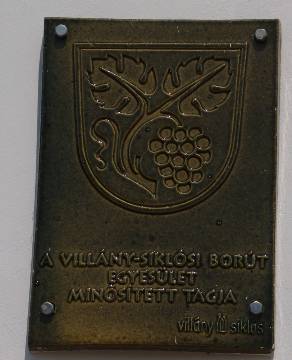 A VILLÁNY-SIKLÓSI BORÚT
EGYESÜLET
MINŐSÍTETT TAGJA
villány siklós